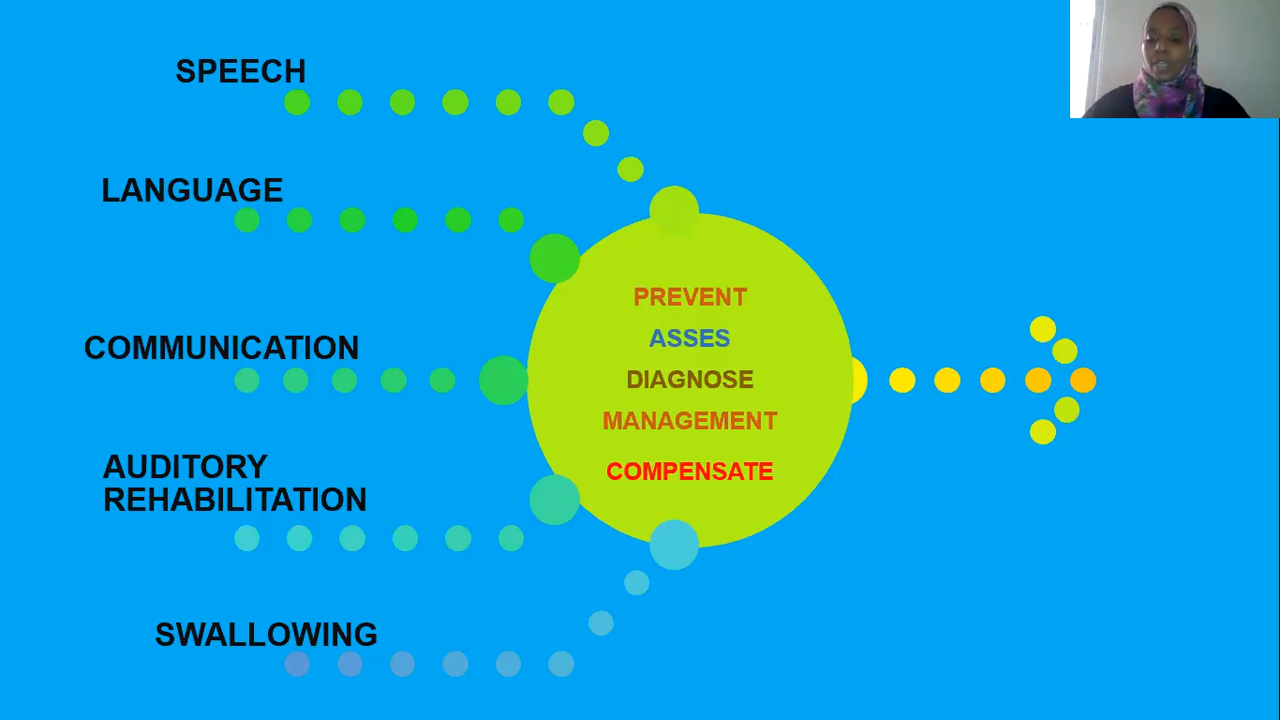 SPEECH
LANGUAGE
COMMUNICATION
AUDITORY
REHABILITATION
SWALLOWING
PREVENT
ASSES
DIAGNOSE
MANAGEMENT
COMPENSATE